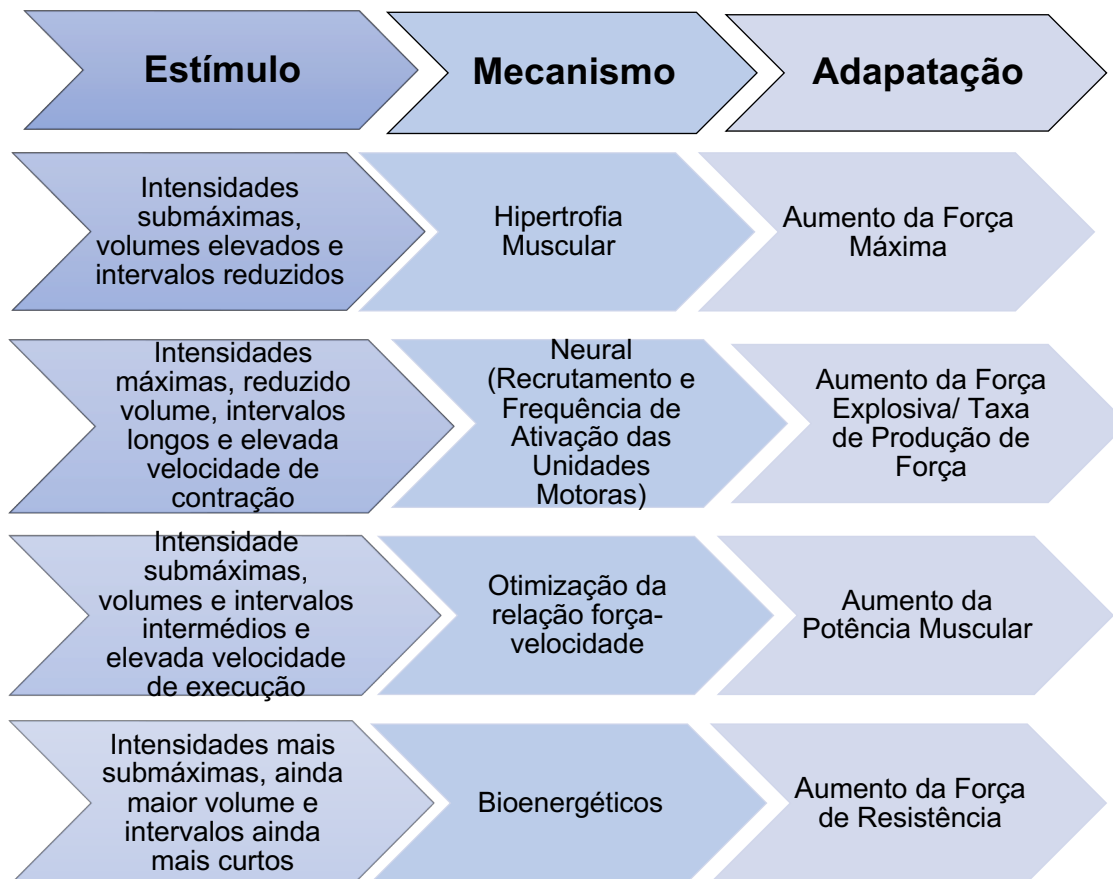 Estímulo
Mecanismo
Adapatação
Intensidades
submáximas,
volumes elevados e
intervalos reduzidos
Hipertrofia
Muscular
Aumento da Força
Máxima
Intensidades
máximas, reduzido
volume, intervalos
longos e elevada
velocidade de
contração
Neural
(Recrutamento e
Frequência de
Ativação das
Unidades
Motoras)
Aumento da Força
Explosiva/ Taxa
de Produção de
Força
Intensidade
submáximas,
volumes e intervalos
intermédios e
elevada velocidade
de execução
Otimização da
relação força-
velocidade
Aumento da
Potência Muscular
Intensidades mais
submáximas, ainda
maior volume e
intervalos ainda
mais curtos
Bioenergéticos
Aumento da Força
de Resistência